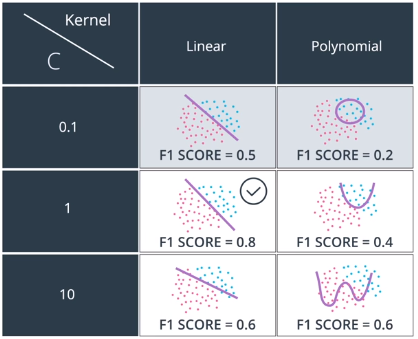 Kernel
C
Linear
Polynomial
0.1
F1 SCORE = 0.5
F1 SCORE = 0.2
1
F1 SCORE = 0.8
F1 SCORE = 0.4
10
F1 SCORE = 0.6
F1 SCORE = 0.6